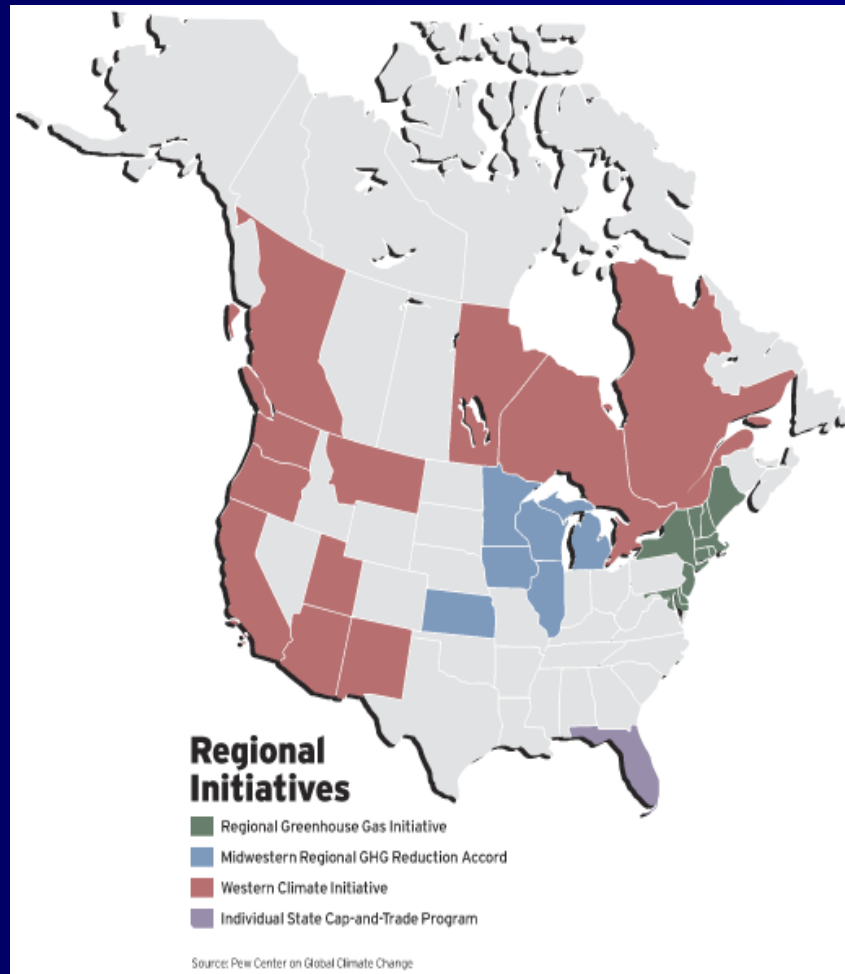 Regional
Initiatives
Regional Greenhouse Gas Initiative
Midwestern Regional GHG Reduction Accord
Western Climate Initiative
Individual State Cap-and-Trade Program
Source: Pew Center on Global Climate Change